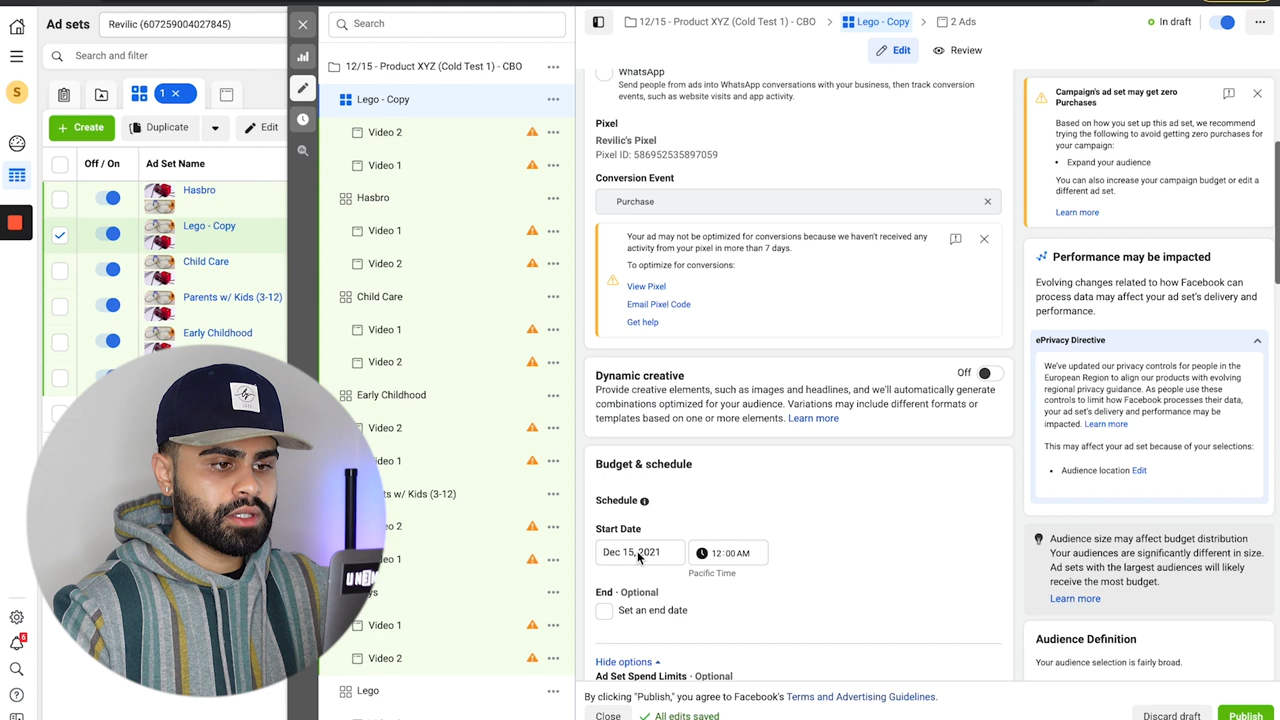 Ad sets
Revilic (607259004027845)
Search and filter
1
Create
Duplicate
Edit
Off / On
Ad Set Name
Hasbro
Lego - Copy
Child Care
Parents w/ Kids (3-12)
Early Childhood
S
6
Search
12/15 - Product XYZ (Cold Test 1) - CBO
Lego - Copy
Video 2
Video 1
Hasbro
Video 1
Video 2
Child Care
Video 1
Video 2
Early Childhood
Video 2
1
ts w/ Kids (3-12)
eo 2
eo 1
ys
Video 1
Video 2
Lego
12/15 - Product XYZ (Cold Test 1) - CBO
Lego - Copy
2 Ads
In draft
Edit
Review
WhatsApp
Send people from ads into WhatsApp conversations with your business, then track conversion
events, such as website visits and app activity.
Pixel
Revilic's Pixel
Pixel ID: 586952535897059
Conversion Event
Purchase
Your ad may not be optimized for conversions because we haven't received any
activity from your pixel in more than 7 days.
To optimize for conversions:
View Pixel
Email Pixel Code
Get help
Dynamic creative
Off
Provide creative elements, such as images and headlines, and we'll automatically generate
combinations optimized for your audience. Variations may include different formats or
templates based on one or more elements. Learn more
Budget & schedule
Schedule
Start Date
Dec 15, 2021
12:00 AM
Pacific Time
End · Optional
Set an end date
Hide options
Ad Set Spend Limits · Optional
By clicking "Publish," you agree to Facebook's Terms and Advertising Guidelines.
Close
All edits saved
Discard draft
Publish
Campaign's ad set may get zero
Purchases
Based on how you set up this ad set, we recommend
trying the following to avoid getting zero purchases for
your campaign:
• Expand your audience
You can also increase your campaign budget or edit a
different ad set.
Learn more
Performance may be impacted
Evolving changes related to how Facebook can
process data may affect your ad set's delivery and
performance.
ePrivacy Directive
We've updated our privacy controls for people in the
European Region to align our products with evolving
regional privacy guidance. As people use these
controls to limit how Facebook processes their data,
your ad set's delivery and performance may be
impacted. Learn more
This may affect your ad set because of your selections:
• Audience location Edit
Audience size may affect budget distribution
Your audiences are significantly different in size.
Ad sets with the largest audiences will likely
receive the most budget.
Learn more
Audience Definition
Your audience selection is fairly broad.